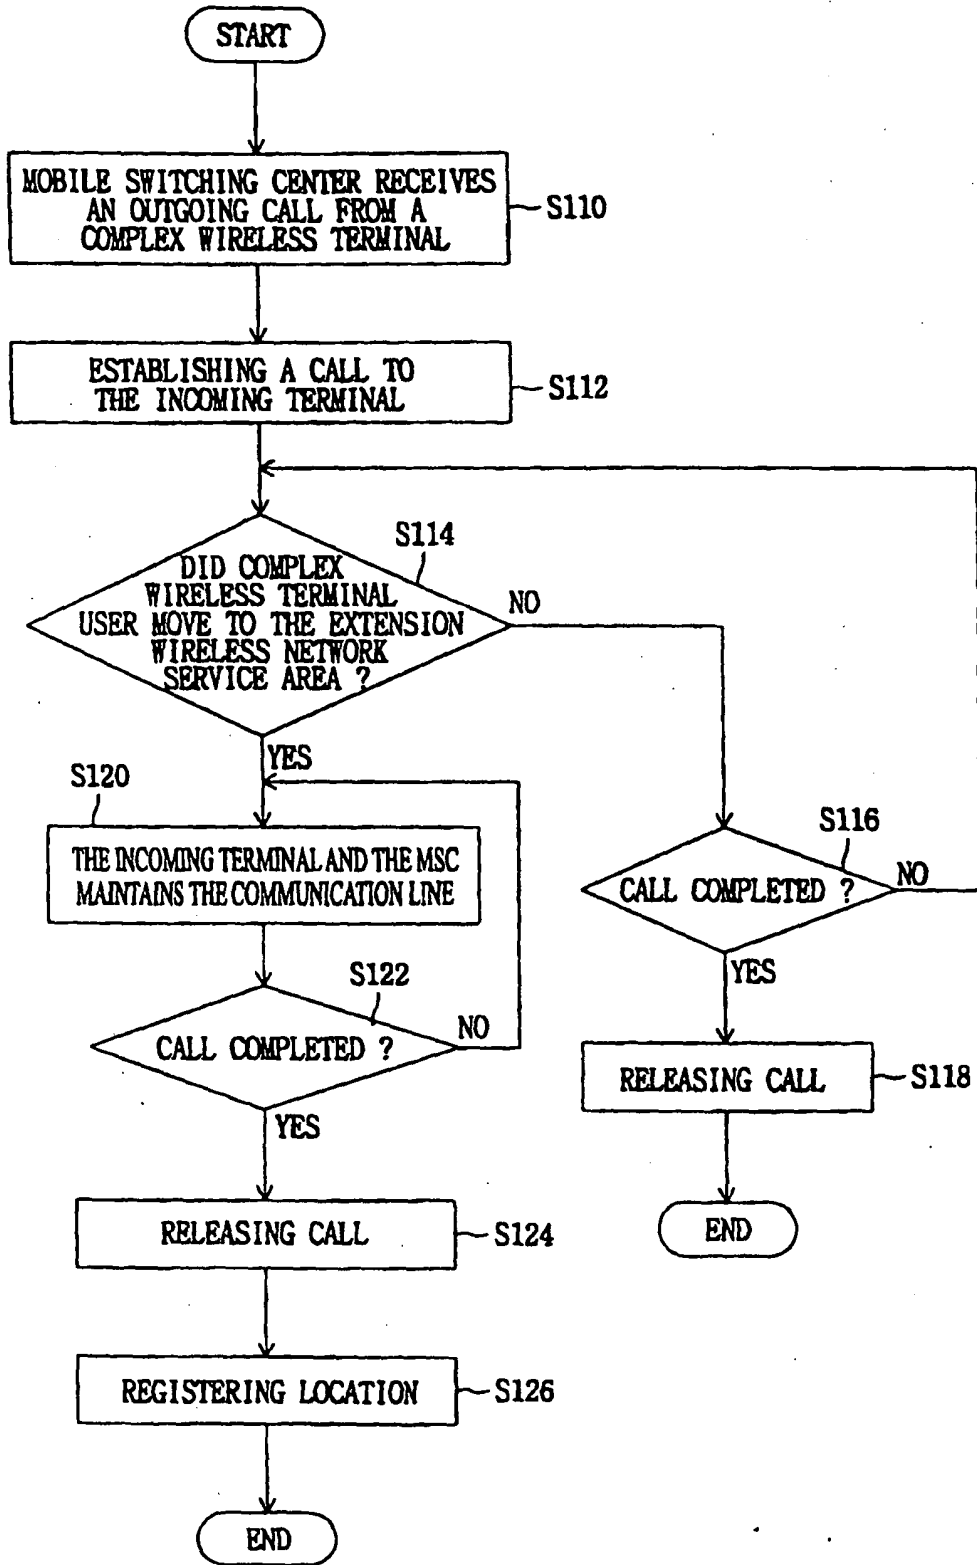 START
MOBILE SWITCHING CENTER RECEIVES
AN OUTGOING CALL FROM A
COMPLEX WIRELESS TERMINAL
S110
ESTABLISHING A CALL TO
THE INCOMING TERMINAL
S112
S114
DID COMPLEX
WIRELESS TERMINAL
USER MOVE TO THE EXTENSION
WIRELESS NETWORK
SERVICE AREA ?
NO
YES
S120
THE INCOMING TERMINAL AND THE MSC
MAINTAINS THE COMMUNICATION LINE
S122
CALL COMPLETED ?
NO
YES
RELEASING CALL
S124
REGISTERING LOCATION
S126
END
S116
CALL COMPLETED ?
NO
YES
RELEASING CALL
S118
END